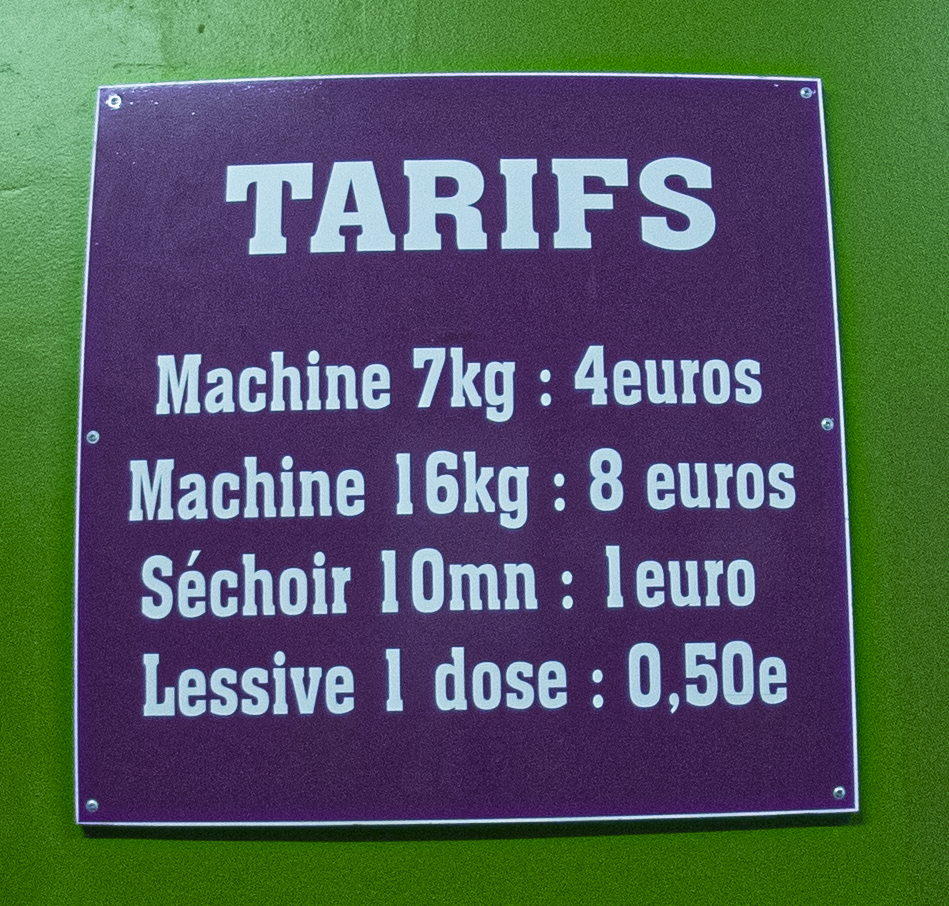 TARIFS
Machine 7kg : 4euros
Machine 16kg : 8 euros
Séchoir 10mn : 1euro
Lessive 1 dose : 0,50e